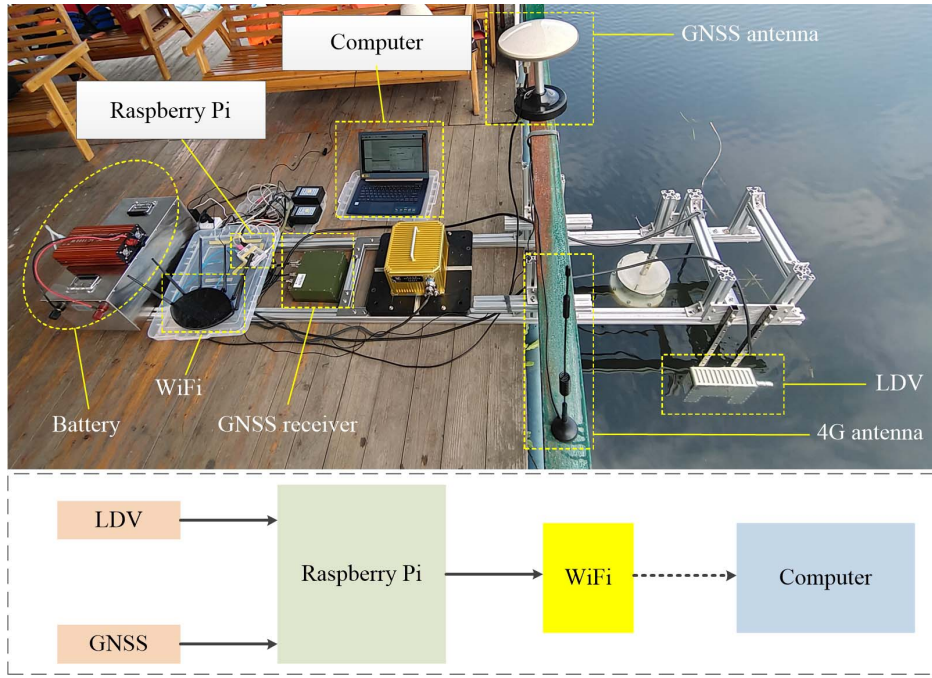 Computer
GNSS antenna
Raspberry Pi
WiFi
Battery
GNSS receiver
LDV
4G antenna
LDV
Raspberry Pi
WiFi
Computer
GNSS